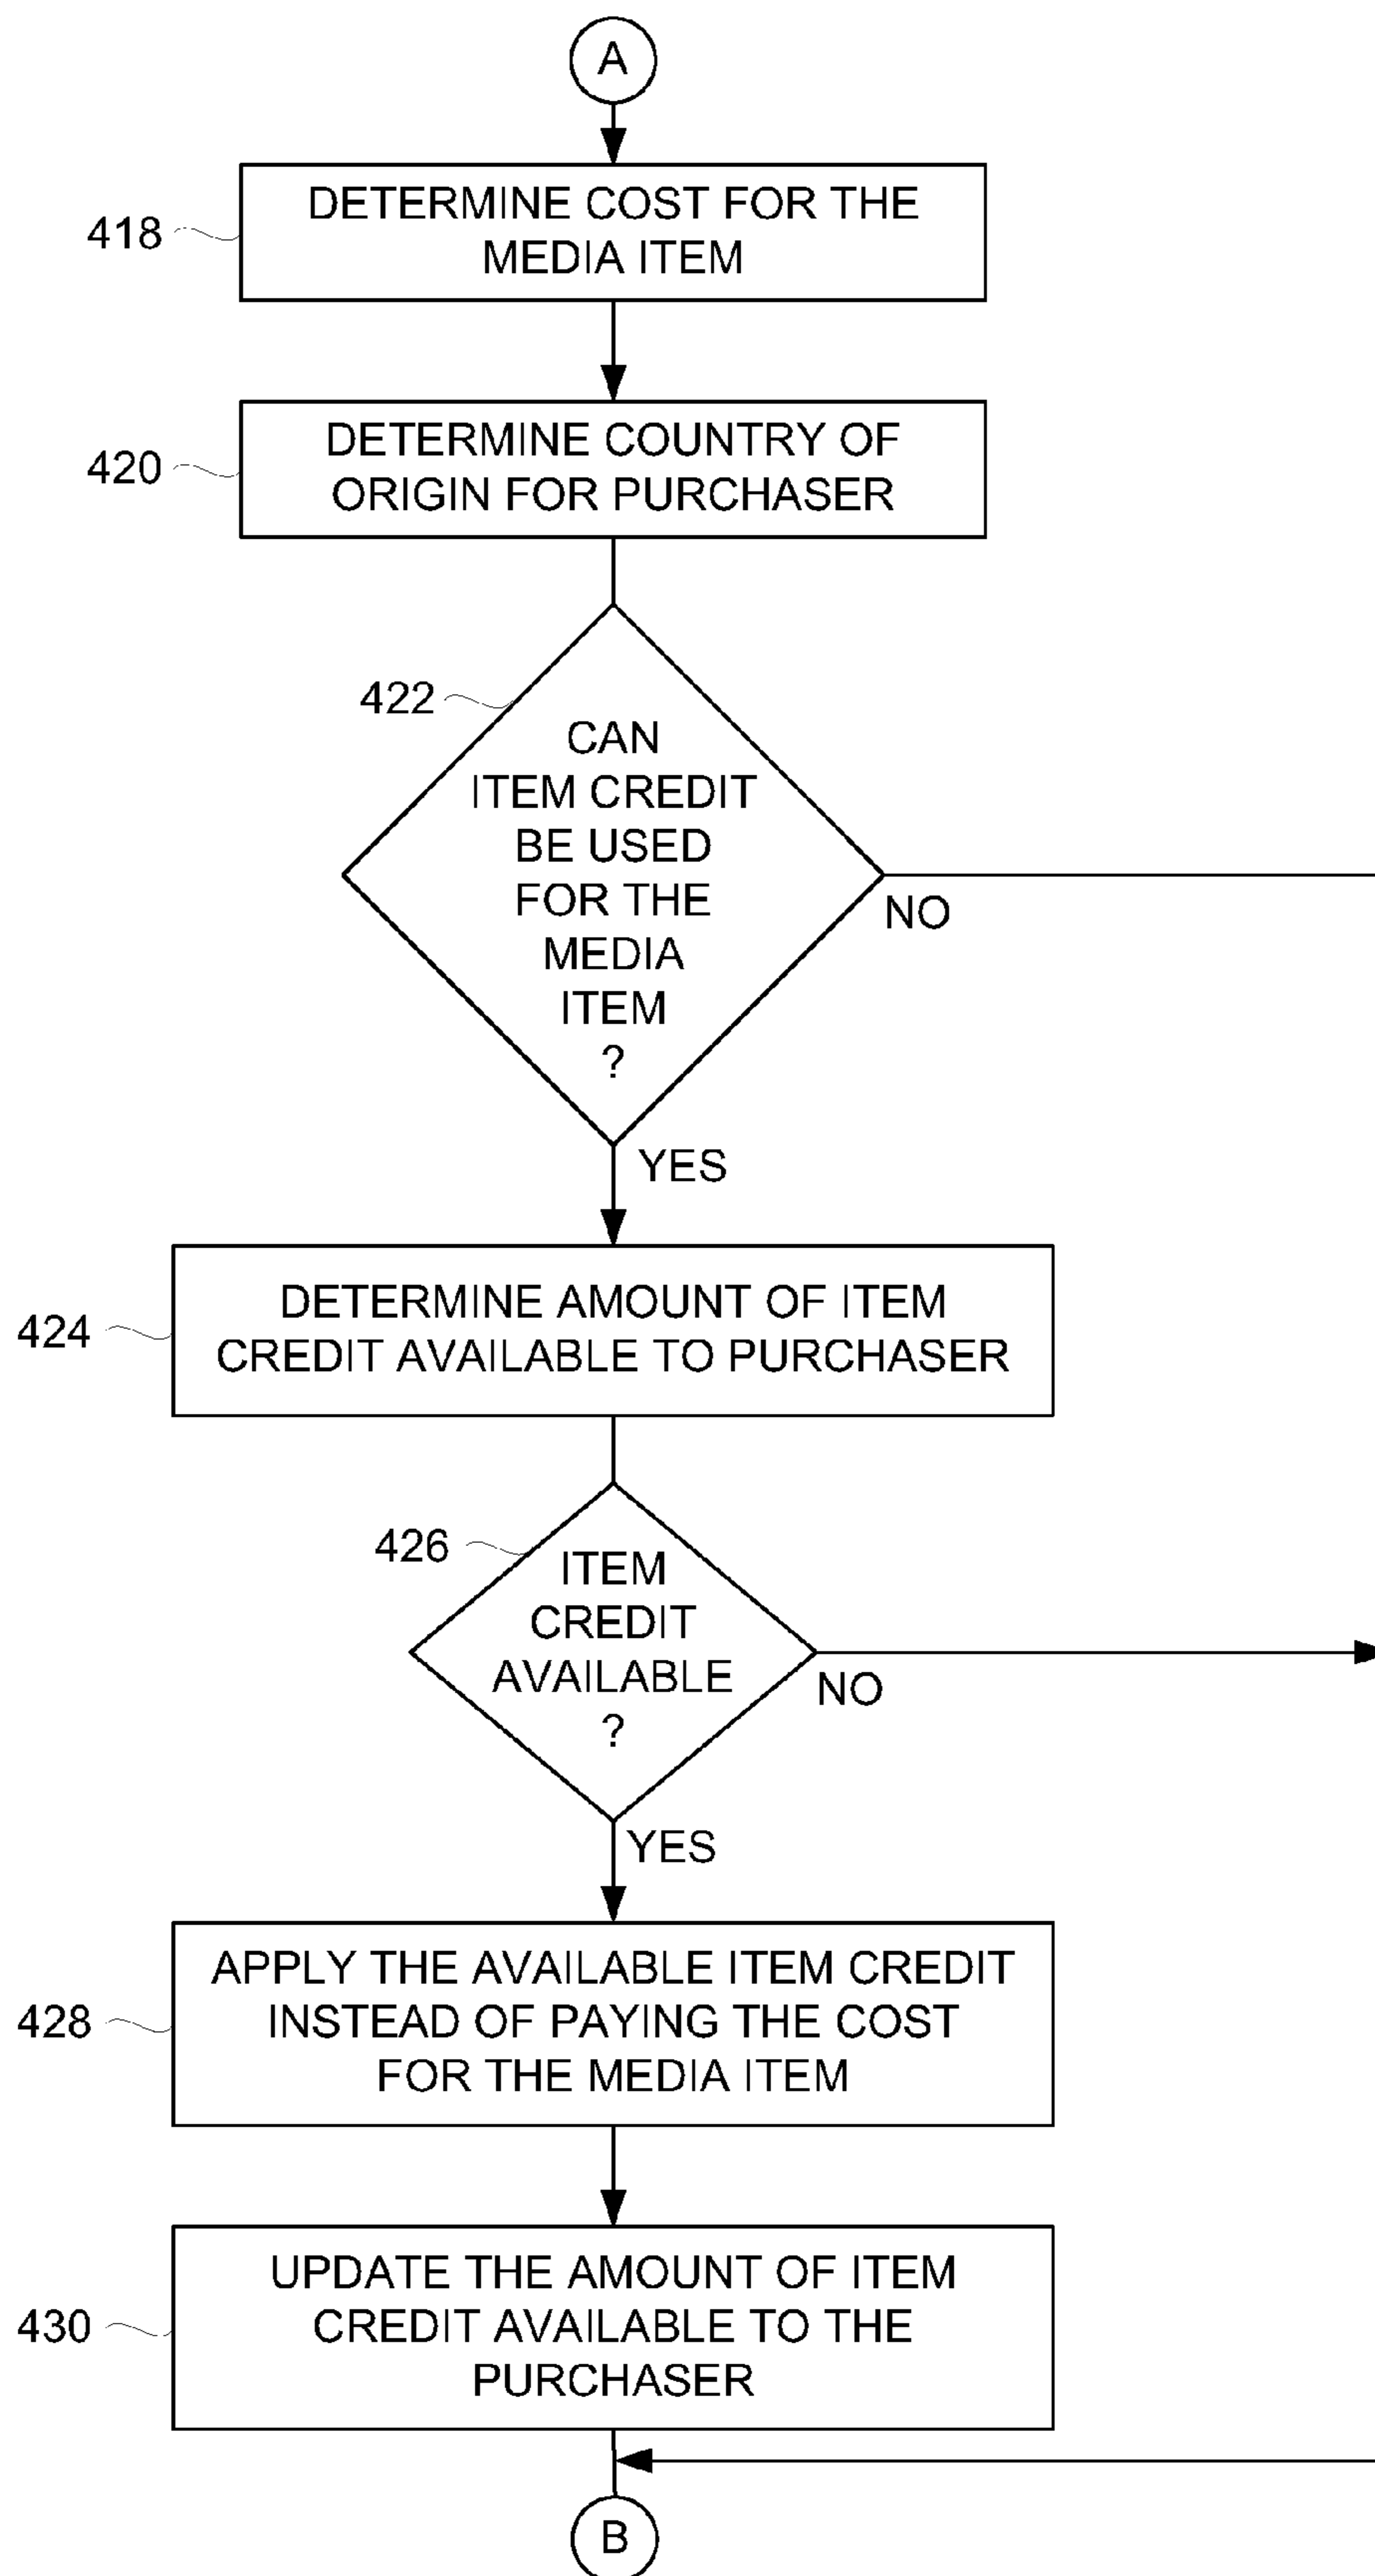 A
418
DETERMINE COST FOR THE
MEDIA ITEM
420
DETERMINE COUNTRY OF
ORIGIN FOR PURCHASER
422
CAN
ITEM CREDIT
BE USED
FOR THE
MEDIA
ITEM
?
NO
YES
424
DETERMINE AMOUNT OF ITEM
CREDIT AVAILABLE TO PURCHASER
426
ITEM
CREDIT
AVAILABLE
?
NO
YES
428
APPLY THE AVAILABLE ITEM CREDIT
INSTEAD OF PAYING THE COST
FOR THE MEDIA ITEM
430
UPDATE THE AMOUNT OF ITEM
CREDIT AVAILABLE TO THE
PURCHASER
B